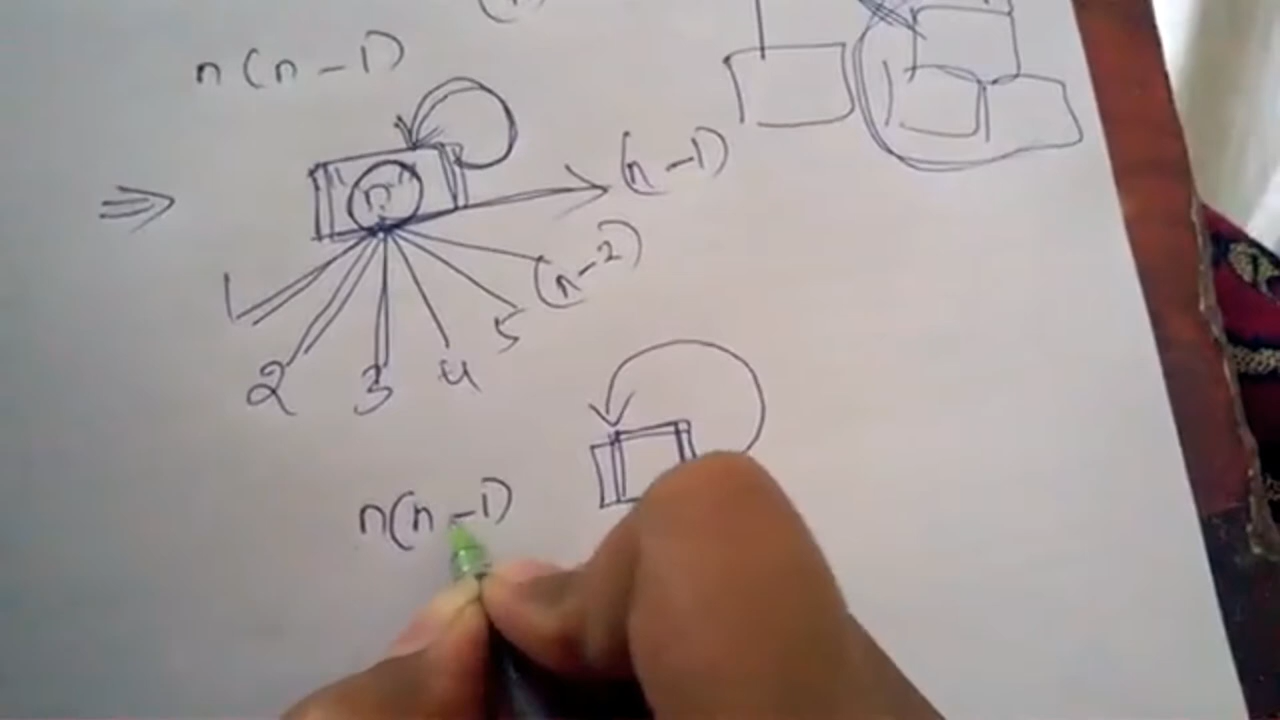 n(n-1)
"n"
(n-1)
(n-2)
1
2 3 4 5
n(n-1)